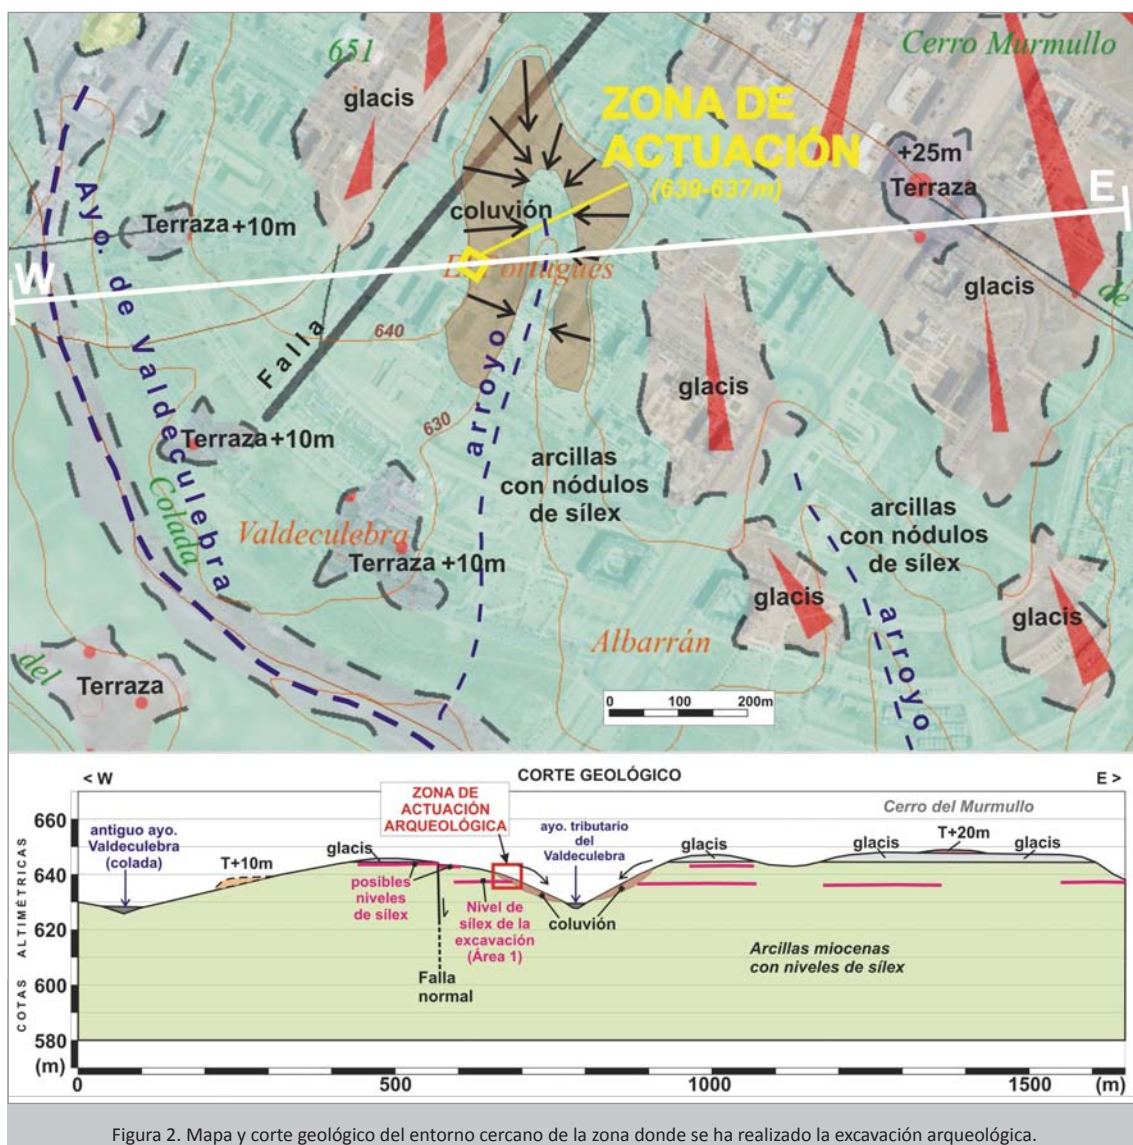 651
glacis
ZONA DE
ACTUACIÓN
(639-637m)
Cerro Murmullo
+25m
Terraza
E
Ayo. de Valdeculebra
Terraza +10m
coluvión
W
Portugues
glacis
de
640
Falla
arroyo
glacis
630
Terraza +10m
arcillas
con nódulos
de sílex
arcillas
con nódulos
de sílex
Colada
Valdeculebra
Terraza +10m
glacis
arroyo
glacis
Albarrán
del
Terraza
0 100 200m
< W
CORTE GEOLÓGICO
E >
660
640
620
600
580
(m)
COTAS ALTIMÉTRICAS
antiguo ayo.
Valdeculebra
(colada)
T+10m
glacis
ZONA DE
ACTUACIÓN
ARQUEOLÓGICA
ayo. tributario
del
Valdeculebra
glacis
Cerro del Murmullo
glacis
T+20m
glacis
posibles
niveles
de sílex
Nivel de
sílex de la
excavación
(Área 1)
coluvión
Falla
normal
Arcillas miocenas
con niveles de sílex
0 500 1000 1500 (m)
Figura 2. Mapa y corte geológico del entorno cercano de la zona donde se ha realizado la excavación arqueológica.